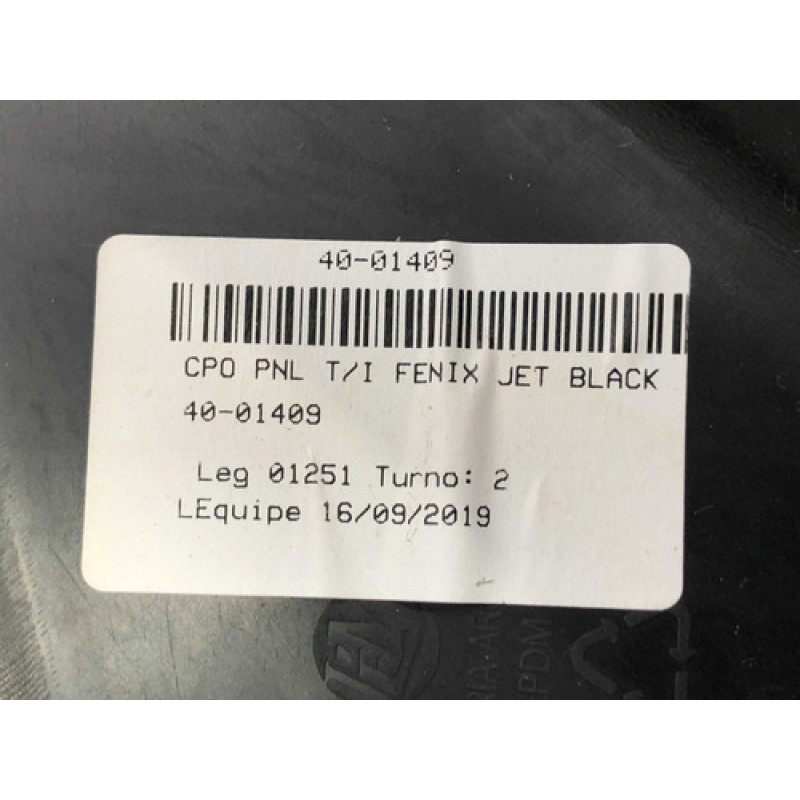 40-01409
CPO PNL T/I FENIX JET BLACK
40-01409
Leg 01251 Turno: 2
LEquipe 16/09/2019